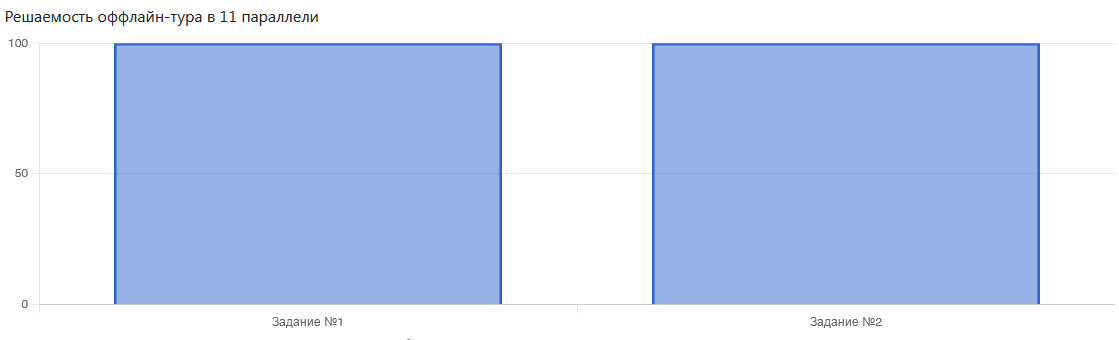 Решаемость оффлайн-тура в 11 параллели
100
50
0
Задание №1
Задание №2